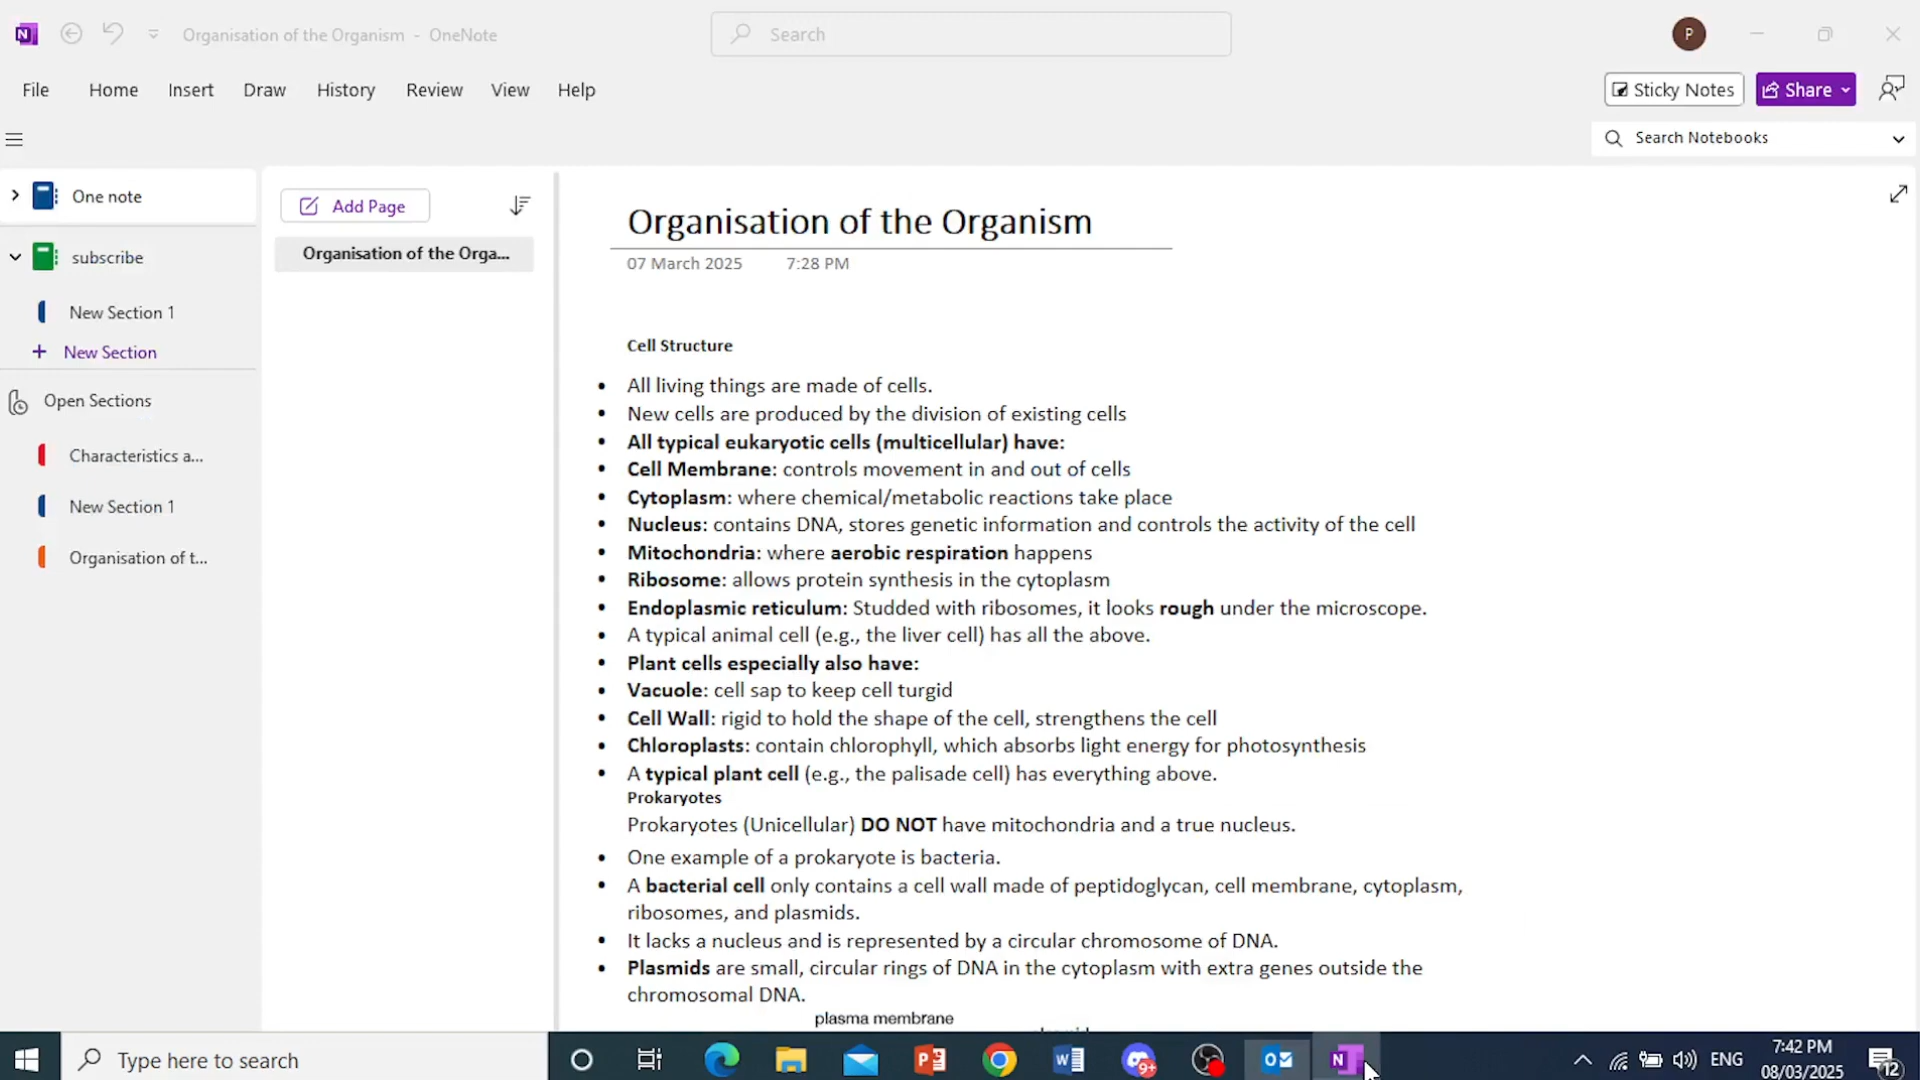 Organisation of the Organism - OneNote
Search
P
File Home Insert Draw History Review View Help
Sticky Notes
Share
Search Notebooks
One note
subscribe
New Section 1
New Section
Open Sections
Characteristics a...
New Section 1
Organisation of t...
Add Page
Organisation of the Orga...
Organisation of the Organism
07 March 2025 7:28 PM
Cell Structure
• All living things are made of cells.
• New cells are produced by the division of existing cells
• All typical eukaryotic cells (multicellular) have:
• Cell Membrane: controls movement in and out of cells
• Cytoplasm: where chemical/metabolic reactions take place
• Nucleus: contains DNA, stores genetic information and controls the activity of the cell
• Mitochondria: where aerobic respiration happens
• Ribosome: allows protein synthesis in the cytoplasm
• Endoplasmic reticulum: Studded with ribosomes, it looks rough under the microscope.
• A typical animal cell (e.g., the liver cell) has all the above.
• Plant cells especially also have:
• Vacuole: cell sap to keep cell turgid
• Cell Wall: rigid to hold the shape of the cell, strengthens the cell
• Chloroplasts: contain chlorophyll, which absorbs light energy for photosynthesis
• A typical plant cell (e.g., the palisade cell) has everything above.
Prokaryotes
Prokaryotes (Unicellular) DO NOT have mitochondria and a true nucleus.
• One example of a prokaryote is bacteria.
• A bacterial cell only contains a cell wall made of peptidoglycan, cell membrane, cytoplasm,
ribosomes, and plasmids.
• It lacks a nucleus and is represented by a circular chromosome of DNA.
• Plasmids are small, circular rings of DNA in the cytoplasm with extra genes outside the
chromosomal DNA.
plasma membrane
Type here to search
9+
ENG
7:42 PM
08/03/2025
12